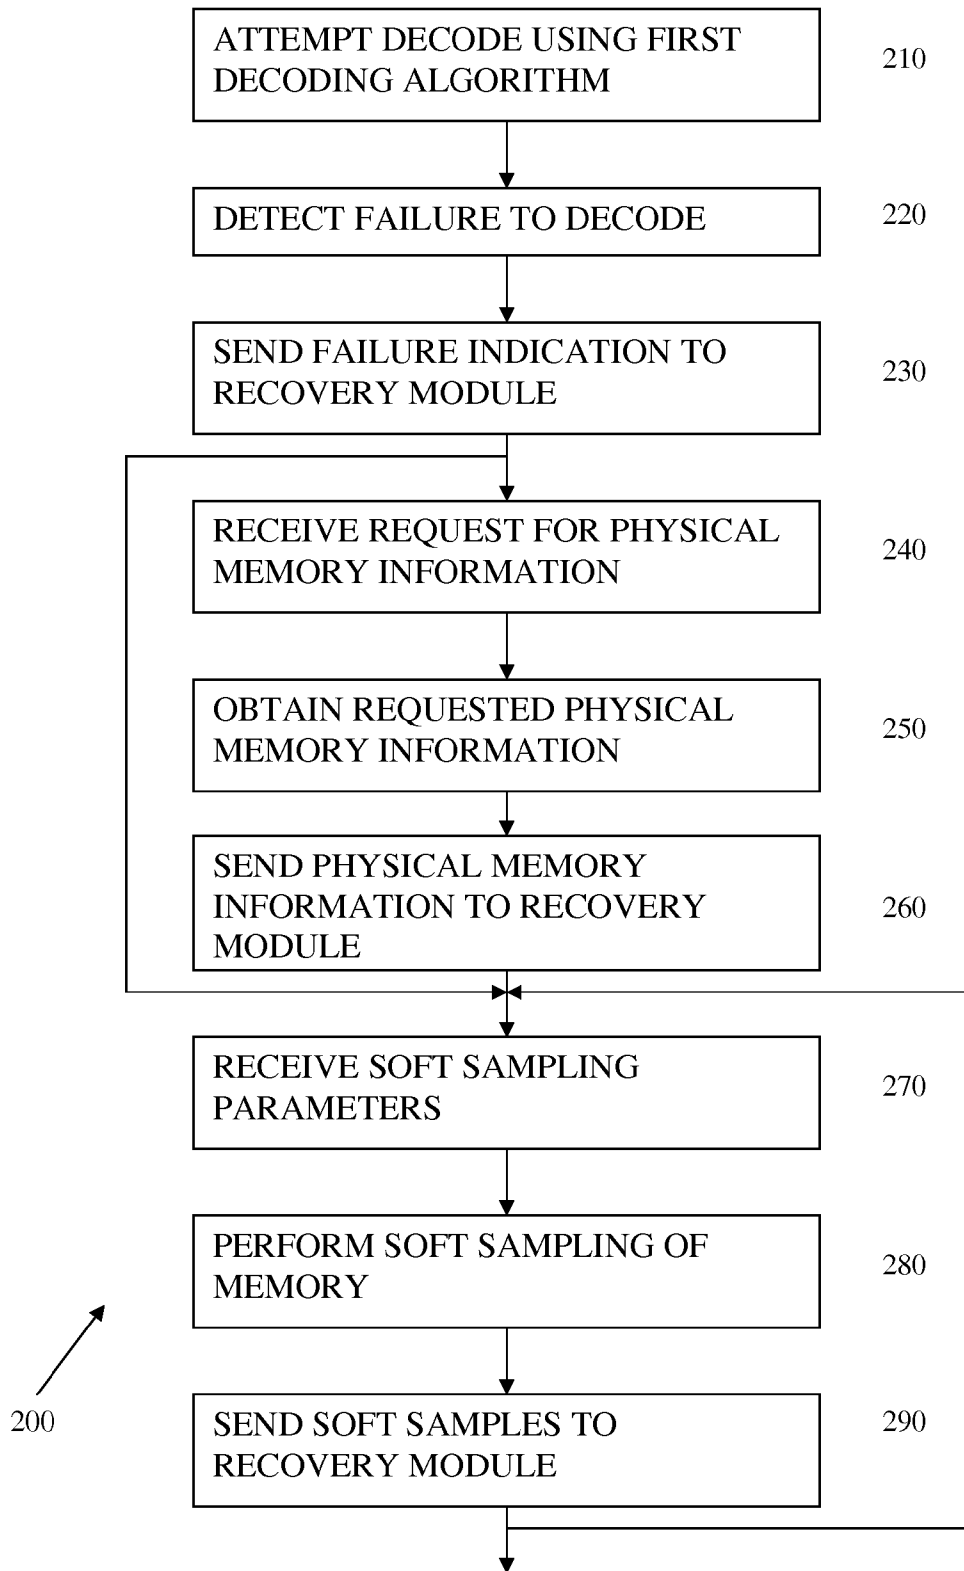 ATTEMPT DECODE USING FIRST
DECODING ALGORITHM
210
DETECT FAILURE TO DECODE
220
SEND FAILURE INDICATION TO
RECOVERY MODULE
230
RECEIVE REQUEST FOR PHYSICAL
MEMORY INFORMATION
240
OBTAIN REQUESTED PHYSICAL
MEMORY INFORMATION
250
SEND PHYSICAL MEMORY
INFORMATION TO RECOVERY
MODULE
260
RECEIVE SOFT SAMPLING
PARAMETERS
270
PERFORM SOFT SAMPLING OF
MEMORY
280
200
SEND SOFT SAMPLES TO
RECOVERY MODULE
290